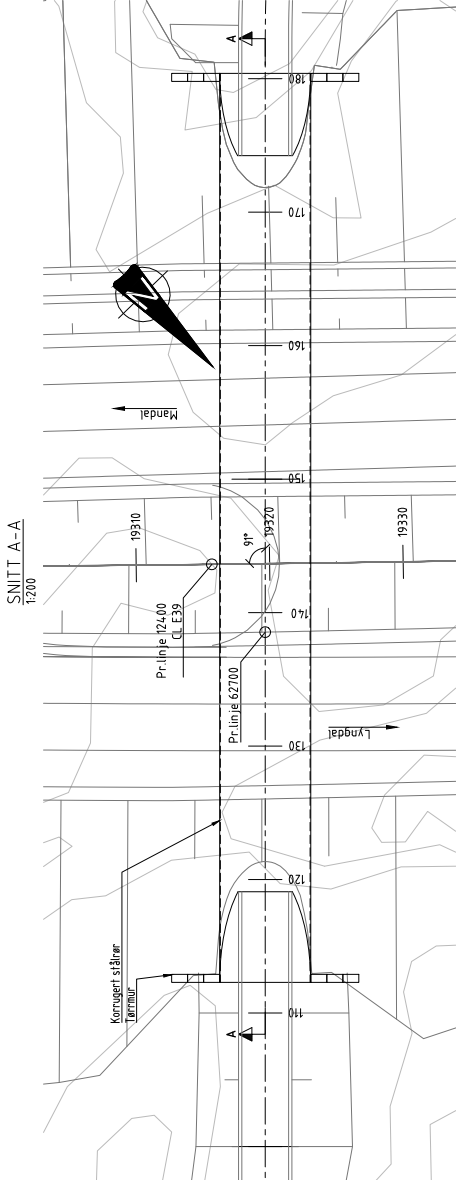 A
180
170
N
160
Mandal
150
SNITT A-A
1:200
19310
19320
19330
91°
140
Pr.linje 12400
CL E39
Pr.linje 62700
130
Lyngdal
120
Korrugert stålrør
Tørrmur
110
A